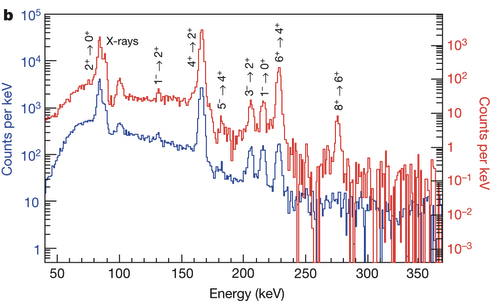 b
10⁵
10⁴
10³
10²
10
1
Counts per keV
2⁺ → 0⁺
X-rays
1⁻ → 2⁺
4⁺ → 2⁺
5⁻ → 4⁺
3⁻ → 2⁺
1⁻ → 0⁺
6⁺ → 4⁺
8⁺ → 6⁺
10³
10²
10
1
10⁻¹
10⁻²
10⁻³
Counts per keV
50 100 150 200 250 300 350
Energy (keV)